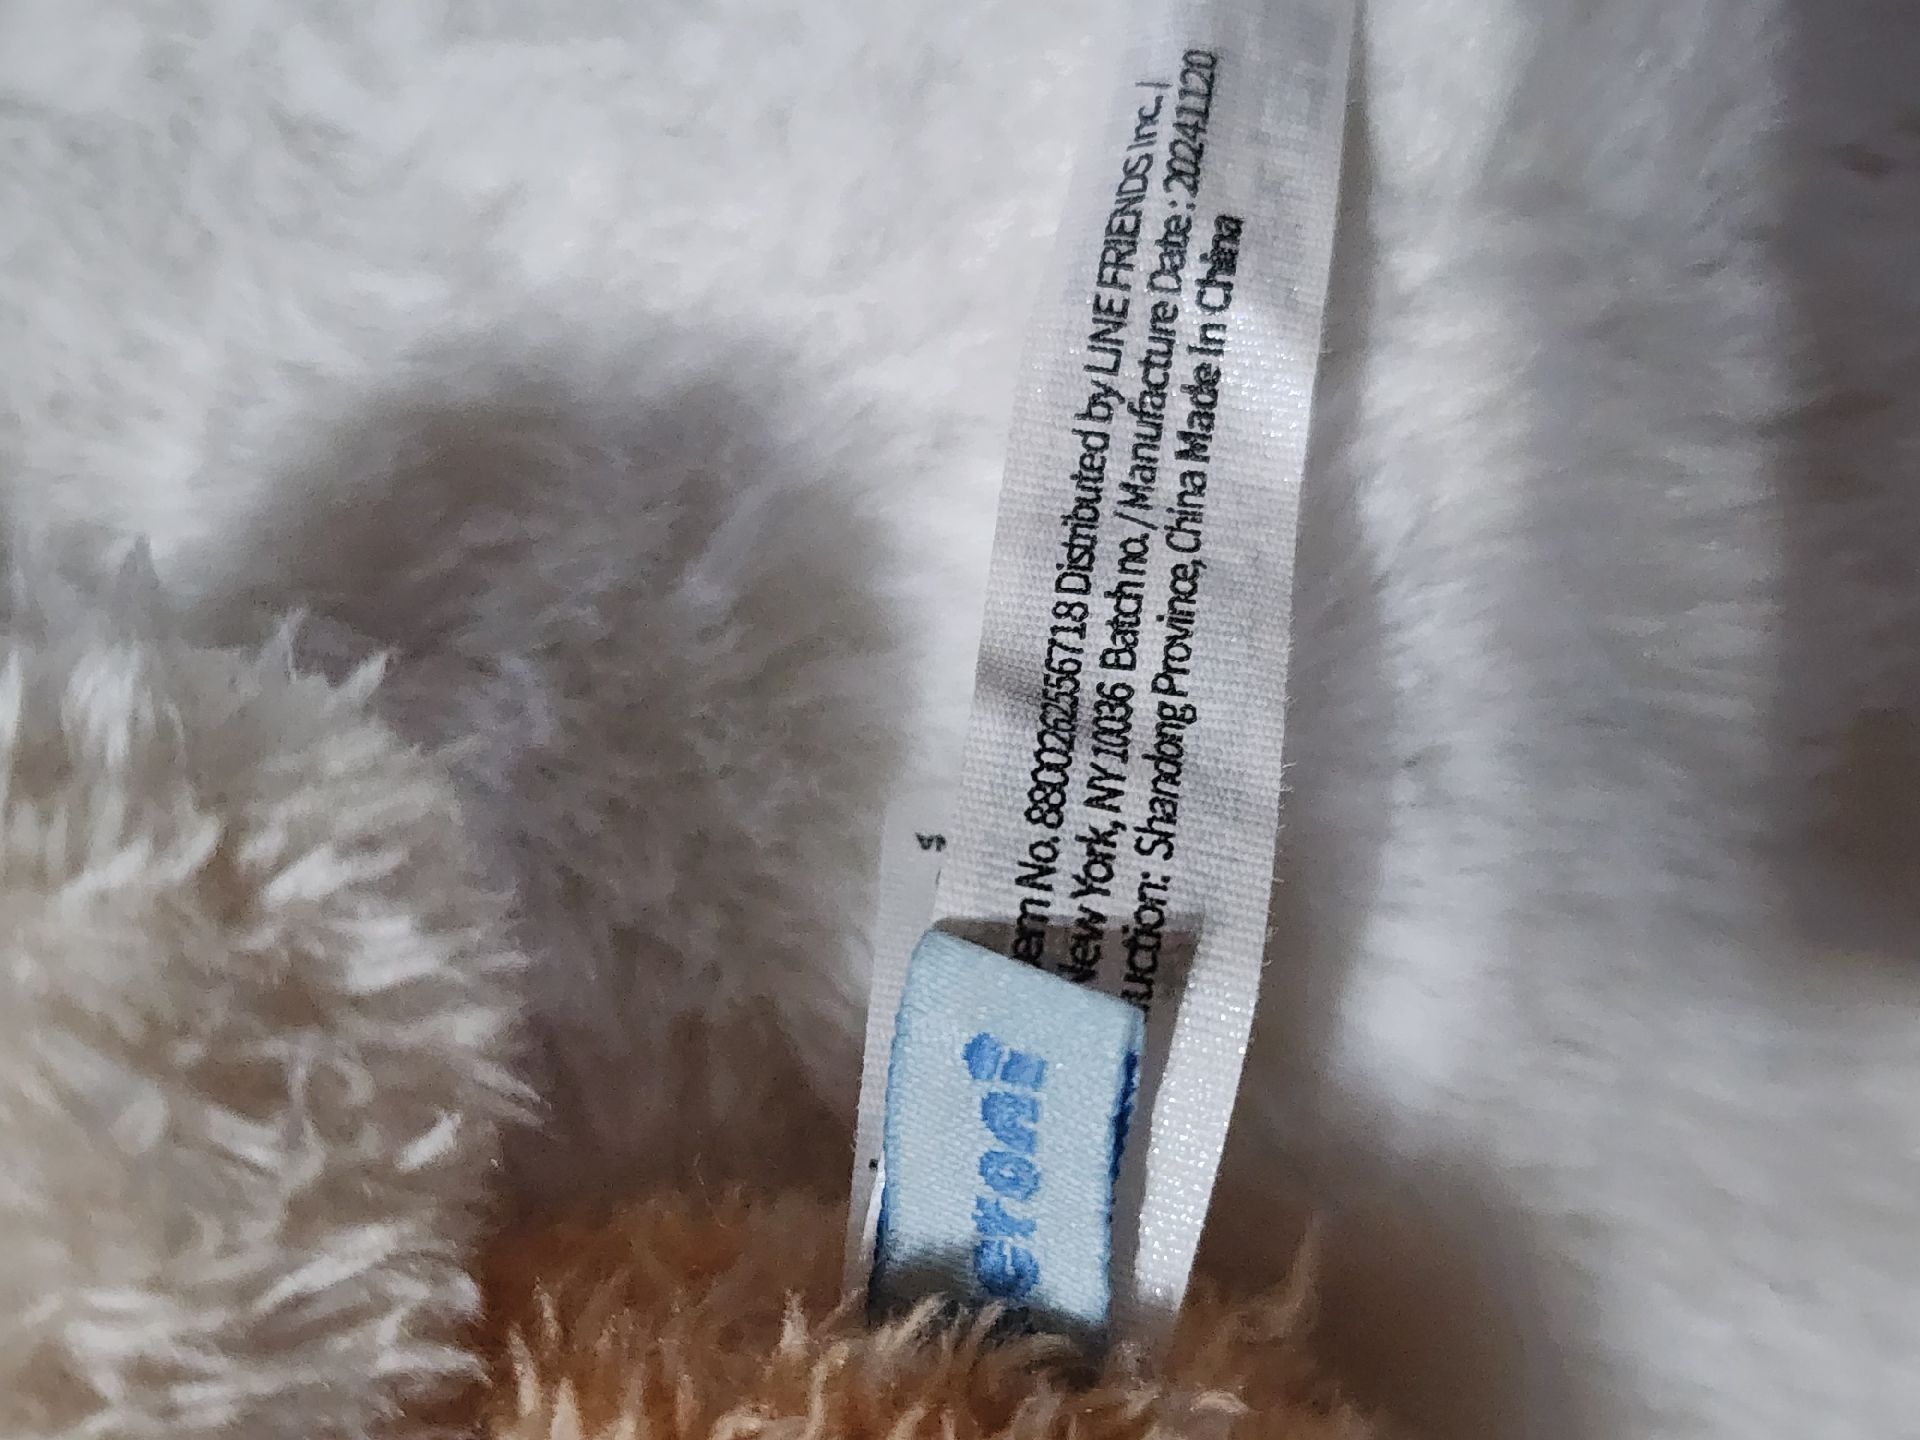 em No. 8800262556718 Distributed by LINE FRIENDS Inc. |
New York, NY 10036 Batch no. / Manufacture Date : 20241120
uction: Shandong Province, China Made In China
s